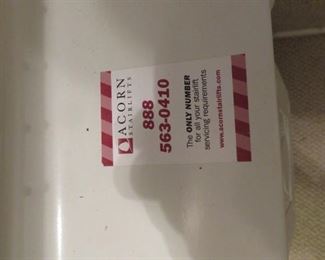 ACORN
STAIRLIFTS
888
563-0410
The ONLY NUMBER
for all your stairlift
servicing requirements
www.acornstairlifts.com